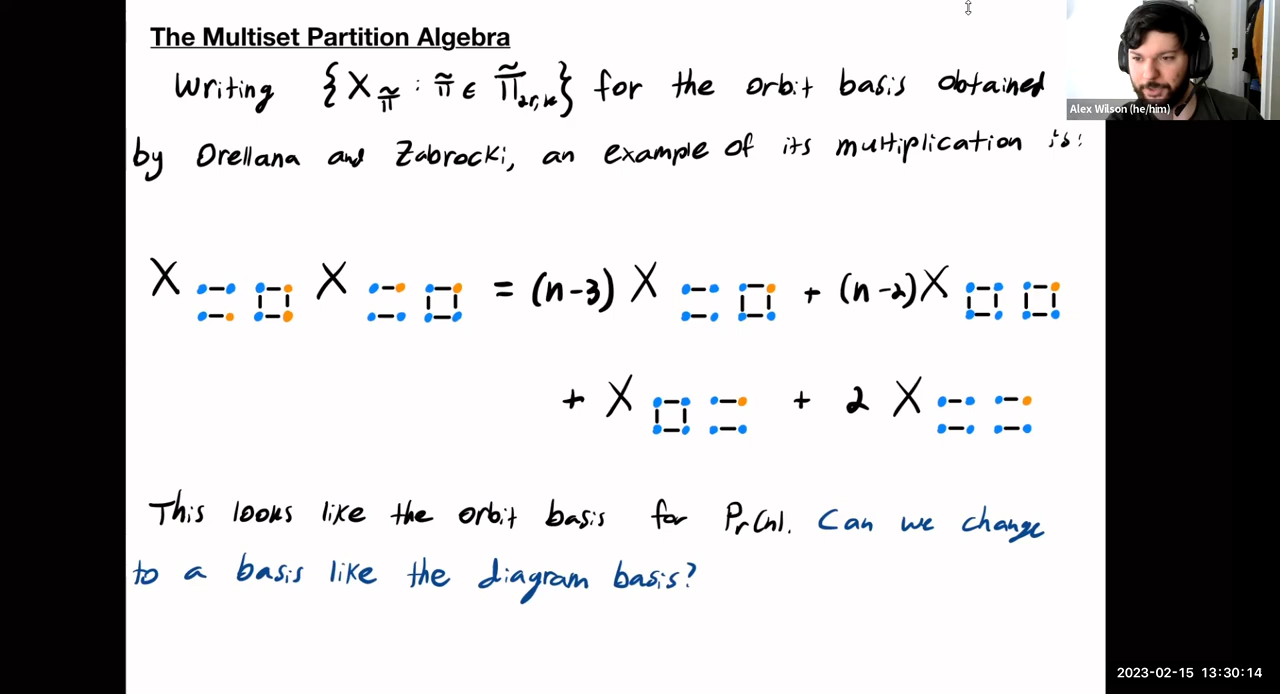 The Multiset Partition Algebra
Writing {X_π̃ : π̃ ∈ Π̃_2r,k} for the orbit basis obtained
Alex Wilson (he/him)
by Orellana and Zabrocki, an example of its multiplication is:
X X = (n-3) X + (n-2) X
+ X + 2 X
This looks like the orbit basis for Pr(n). Can we change
to a basis like the diagram basis?
2023-02-15 13:30:14